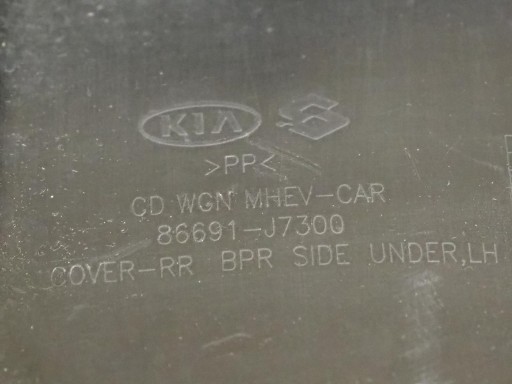 KIA
>PP<
CD WGN MHEV-CAR
86691-J7300
COVER-RR BPR SIDE UNDER,LH